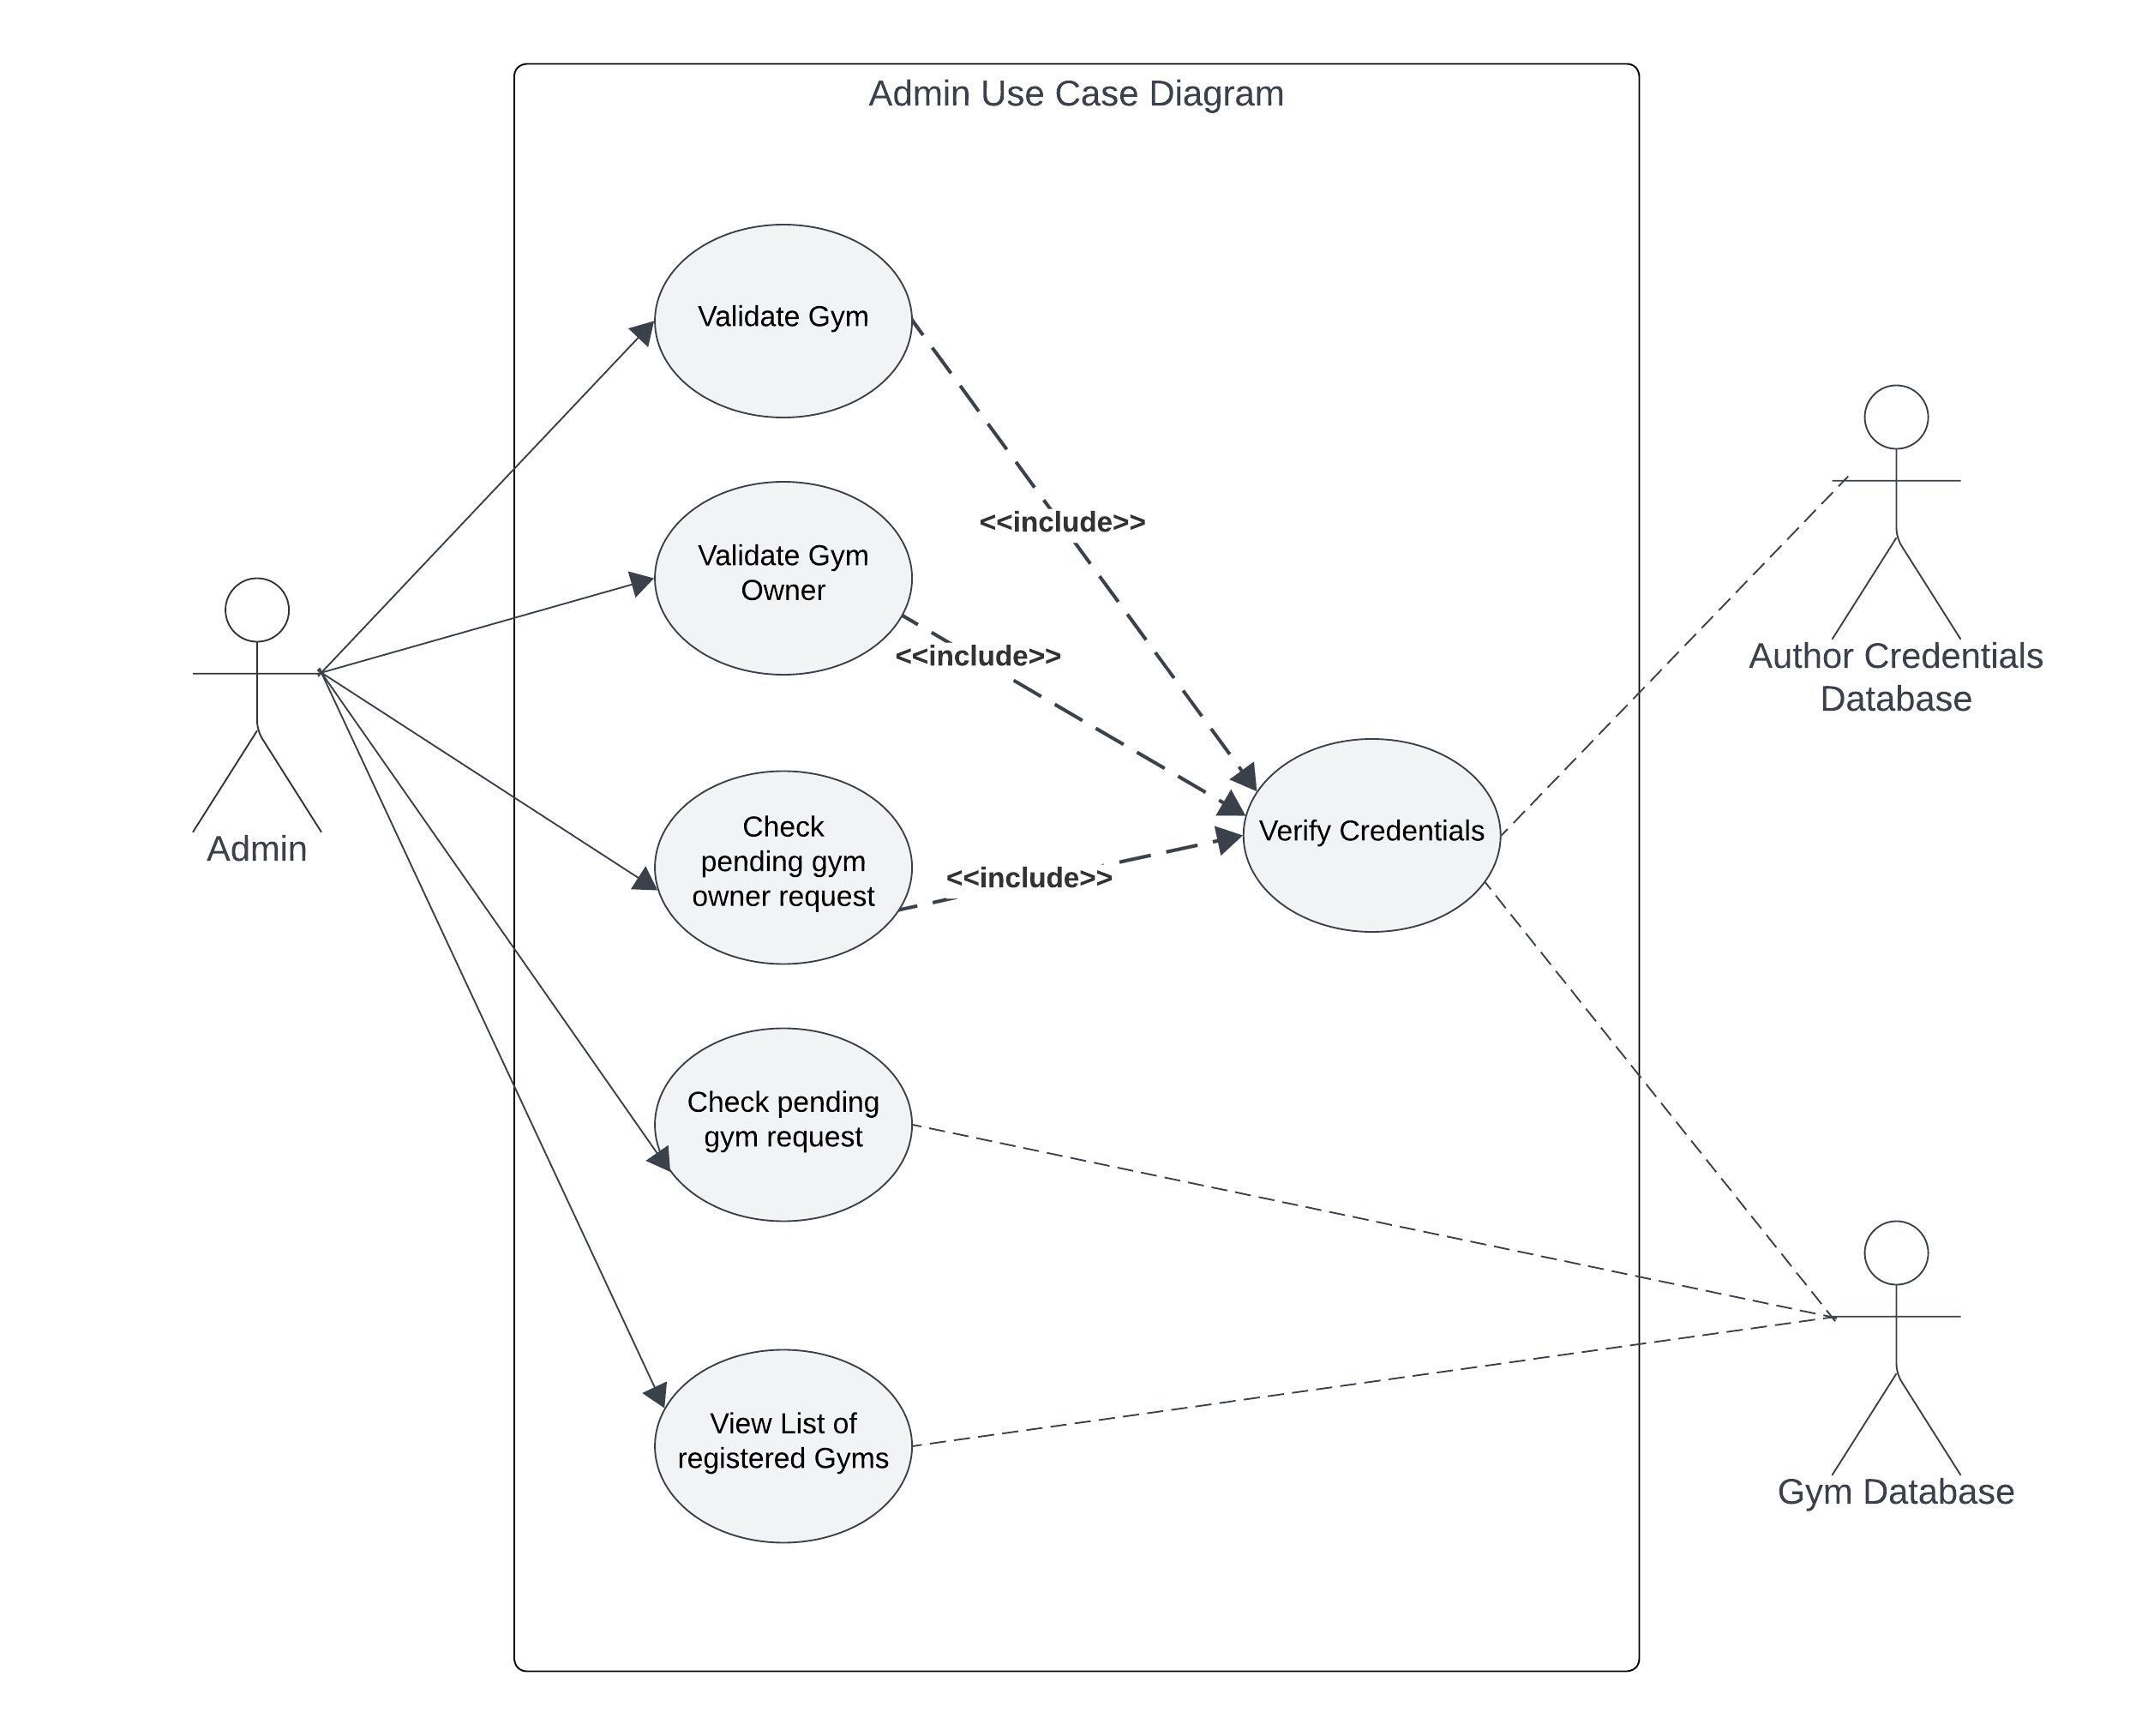 Admin Use Case Diagram
Validate Gym
<<include>>
Validate Gym
Owner
<<include>>
Author Credentials
Database
Admin
Check
pending gym
owner request
<<include>>
Verify Credentials
Check pending
gym request
View List of
registered Gyms
Gym Database